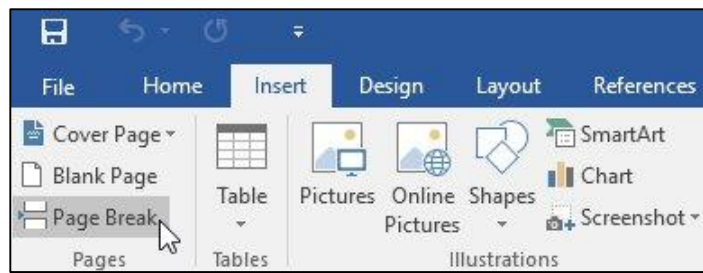 File Home Insert Design Layout References
Cover Page
Blank Page
Page Break
Pages
Table
Tables
Pictures
Online
Pictures
Shapes
SmartArt
Chart
Screenshot
Illustrations